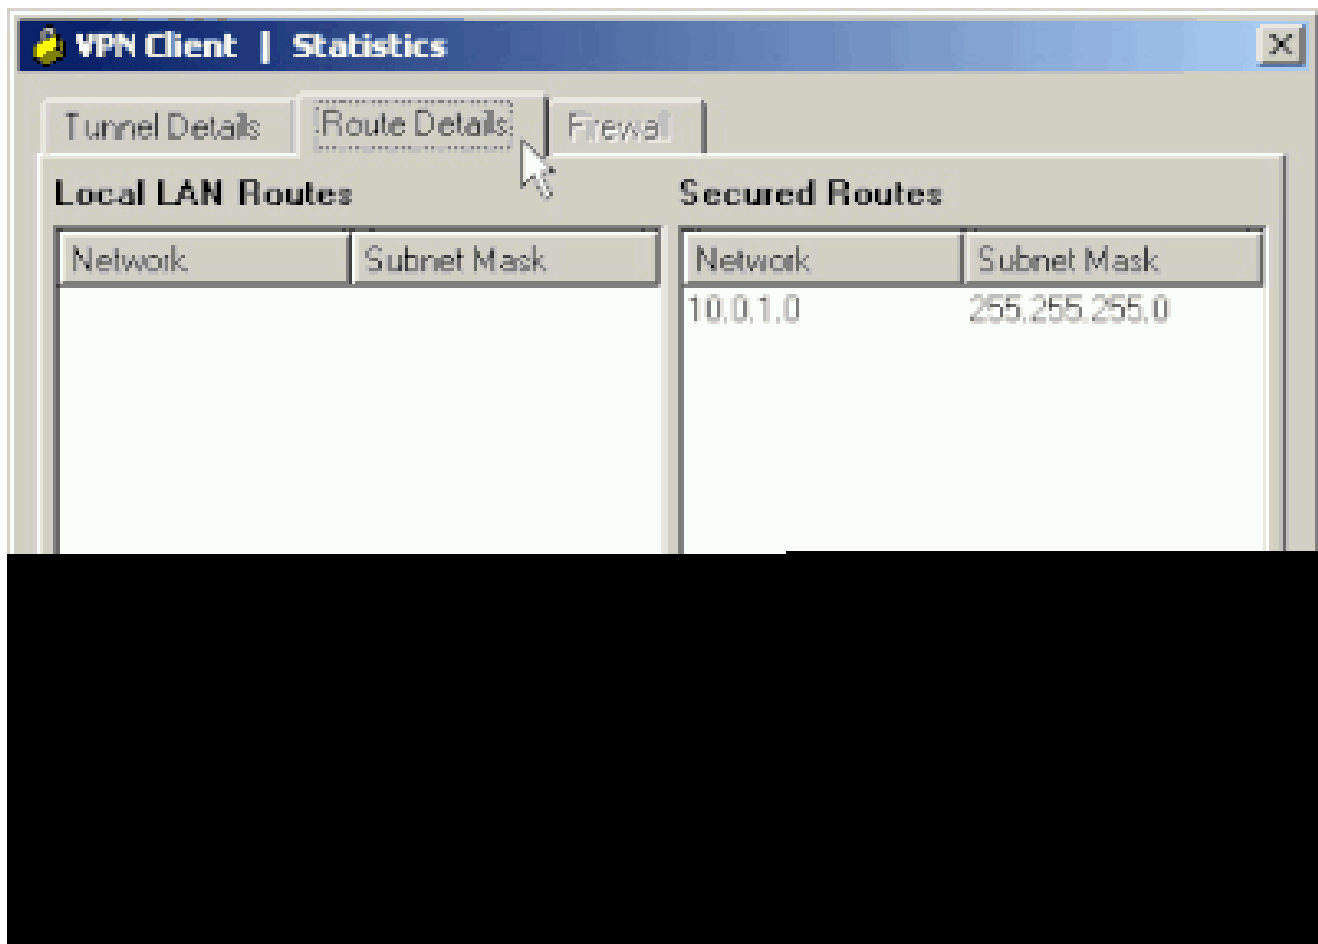 VPN Client | Statistics
Tunnel Details Route Details Firewall
Local LAN Routes Secured Routes
Network Subnet Mask Network Subnet Mask
10.0.1.0 255.255.255.0